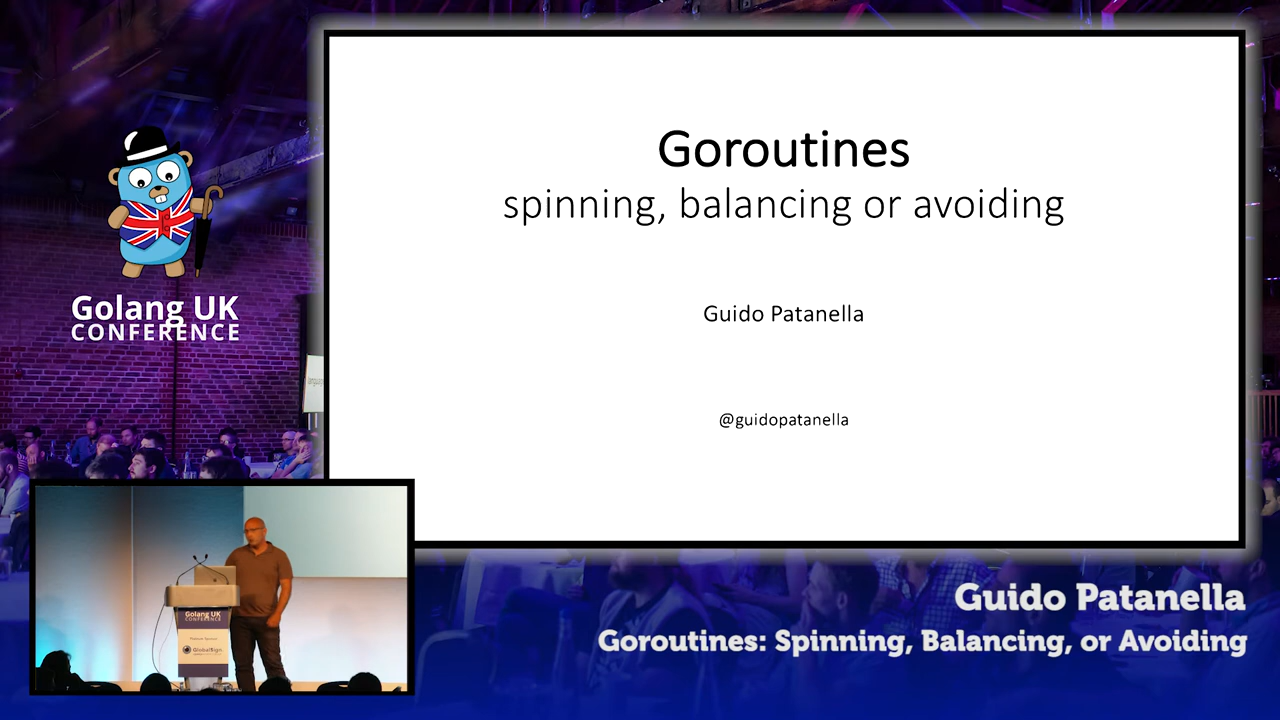 Goroutines
spinning, balancing or avoiding
Guido Patanella
@guidopatanella
Golang UK
CONFERENCE
Golang UK
CONFERENCE
GlobalSign
Guido Patanella
Goroutines: Spinning, Balancing, or Avoiding